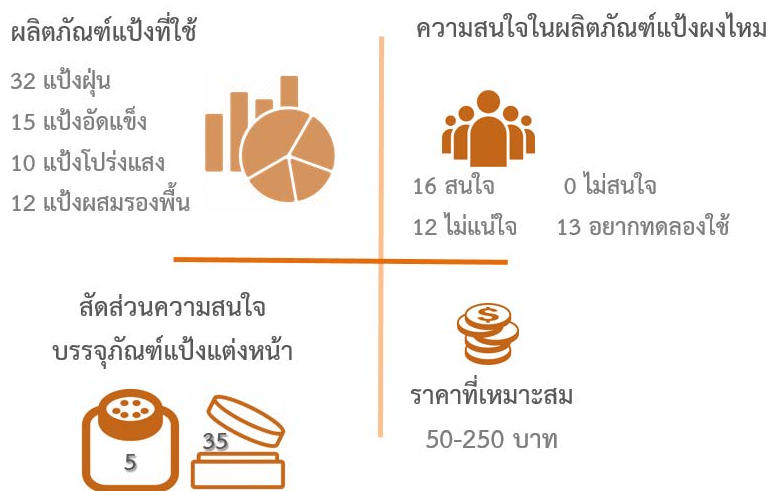 ผลิตภัณฑ์แป้งที่ใช้
32 แป้งฝุ่น
15 แป้งอัดแข็ง
10 แป้งโปร่งแสง
12 แป้งผสมรองพื้น
ความสนใจในผลิตภัณฑ์แป้งผงไหม
16 สนใจ 0 ไม่สนใจ
12 ไม่แน่ใจ 13 อยากทดลองใช้
สัดส่วนความสนใจ
บรรจุภัณฑ์แป้งแต่งหน้า
5 35
$
ราคาที่เหมาะสม
50-250 บาท